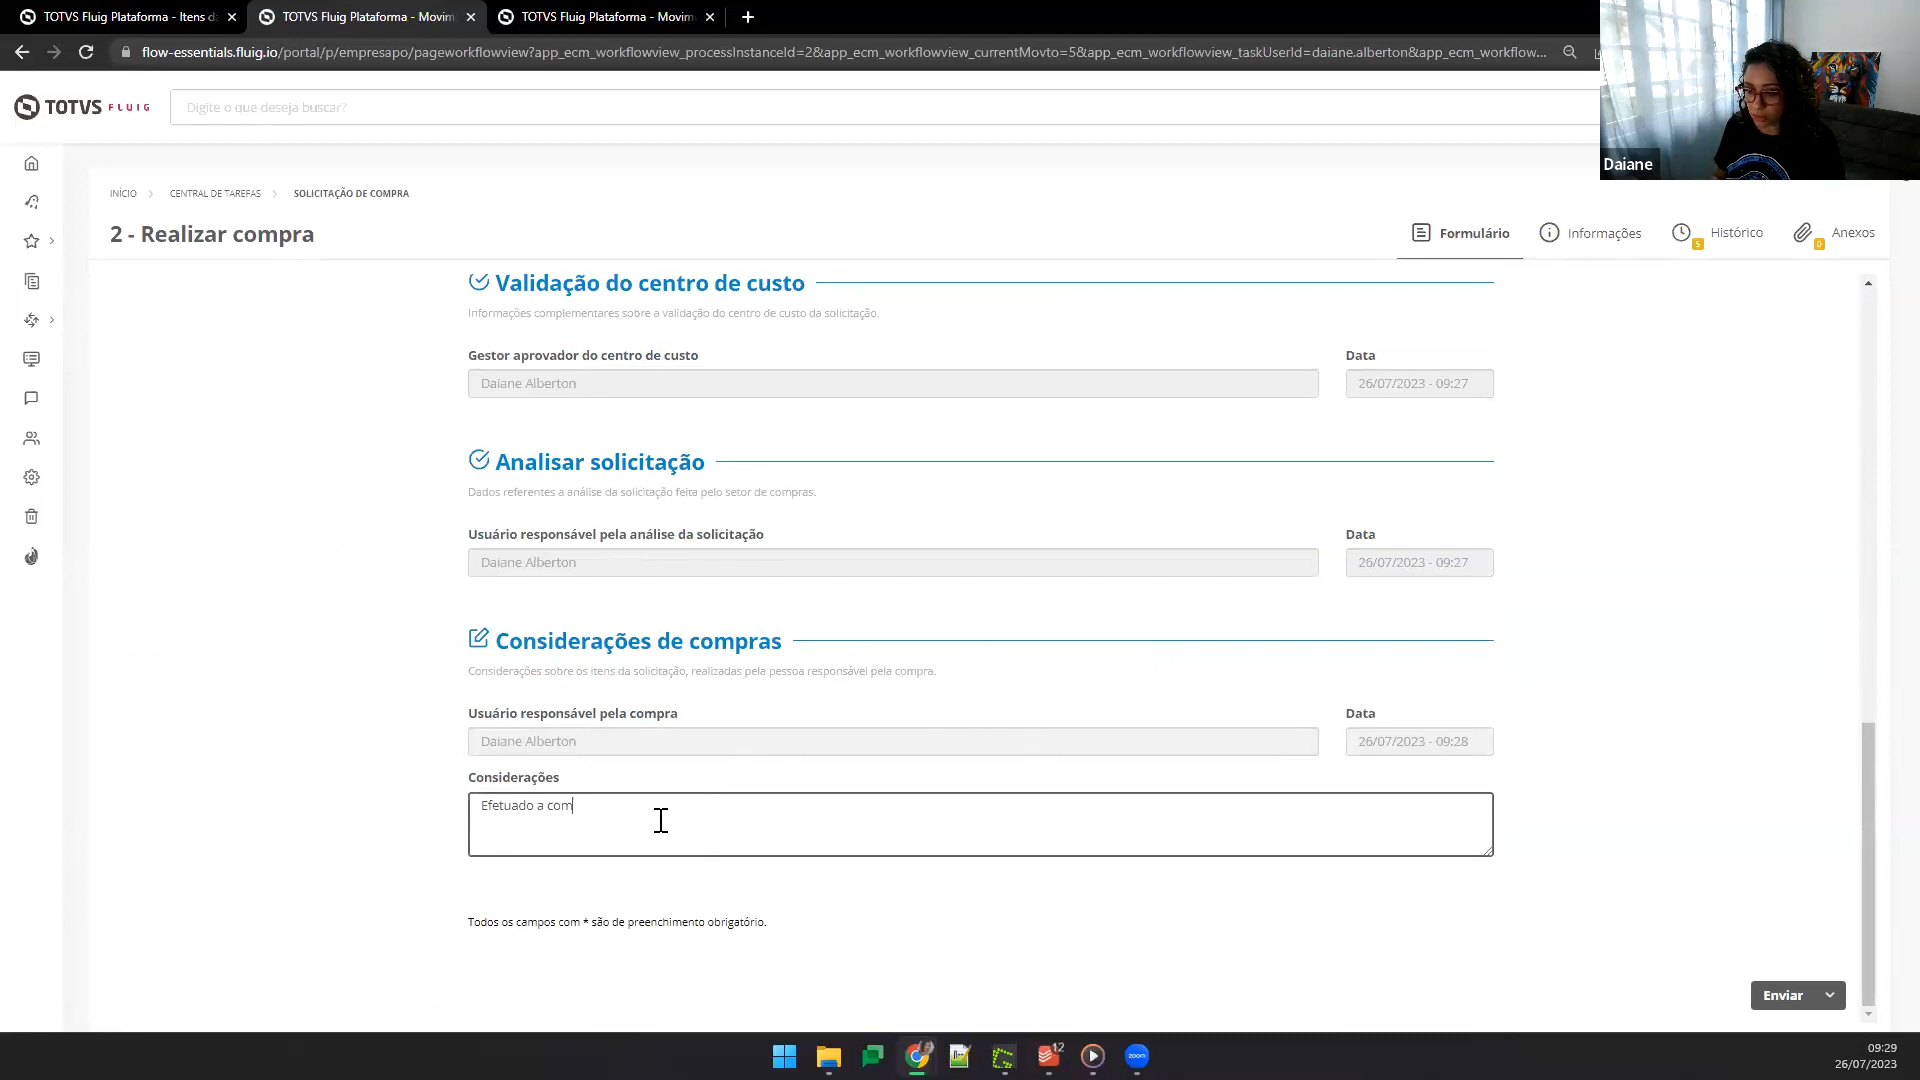 TOTVS Fluig Plataforma - Itens d
TOTVS Fluig Plataforma - Movim
TOTVS Fluig Plataforma - Movim
flow-essentials.fluig.io/portal/p/empresapo/pageworkflowview?app_ecm_workflowview_processInstanceId=2&app_ecm_workflowview_currentMovto=5&app_ecm_workflowview_taskUserId=daiane.alberton&app_ecm_workflow...
TOTVS FLUIG
Digite o que deseja buscar?
Daiane
INÍCIO
CENTRAL DE TAREFAS
SOLICITAÇÃO DE COMPRA
2 - Realizar compra
Formulário
Informações
5
Histórico
0
Anexos
Validação do centro de custo
Informações complementares sobre a validação do centro de custo da solicitação.
Gestor aprovador do centro de custo
Data
Daiane Alberton
26/07/2023 - 09:27
Analisar solicitação
Dados referentes a análise da solicitação feita pelo setor de compras.
Usuário responsável pela análise da solicitação
Data
Daiane Alberton
26/07/2023 - 09:27
Considerações de compras
Considerações sobre os itens da solicitação, realizadas pela pessoa responsável pela compra.
Usuário responsável pela compra
Data
Daiane Alberton
26/07/2023 - 09:28
Considerações
Efetuado a com
Todos os campos com * são de preenchimento obrigatório.
Enviar
12
zoom
09:29
26/07/2023